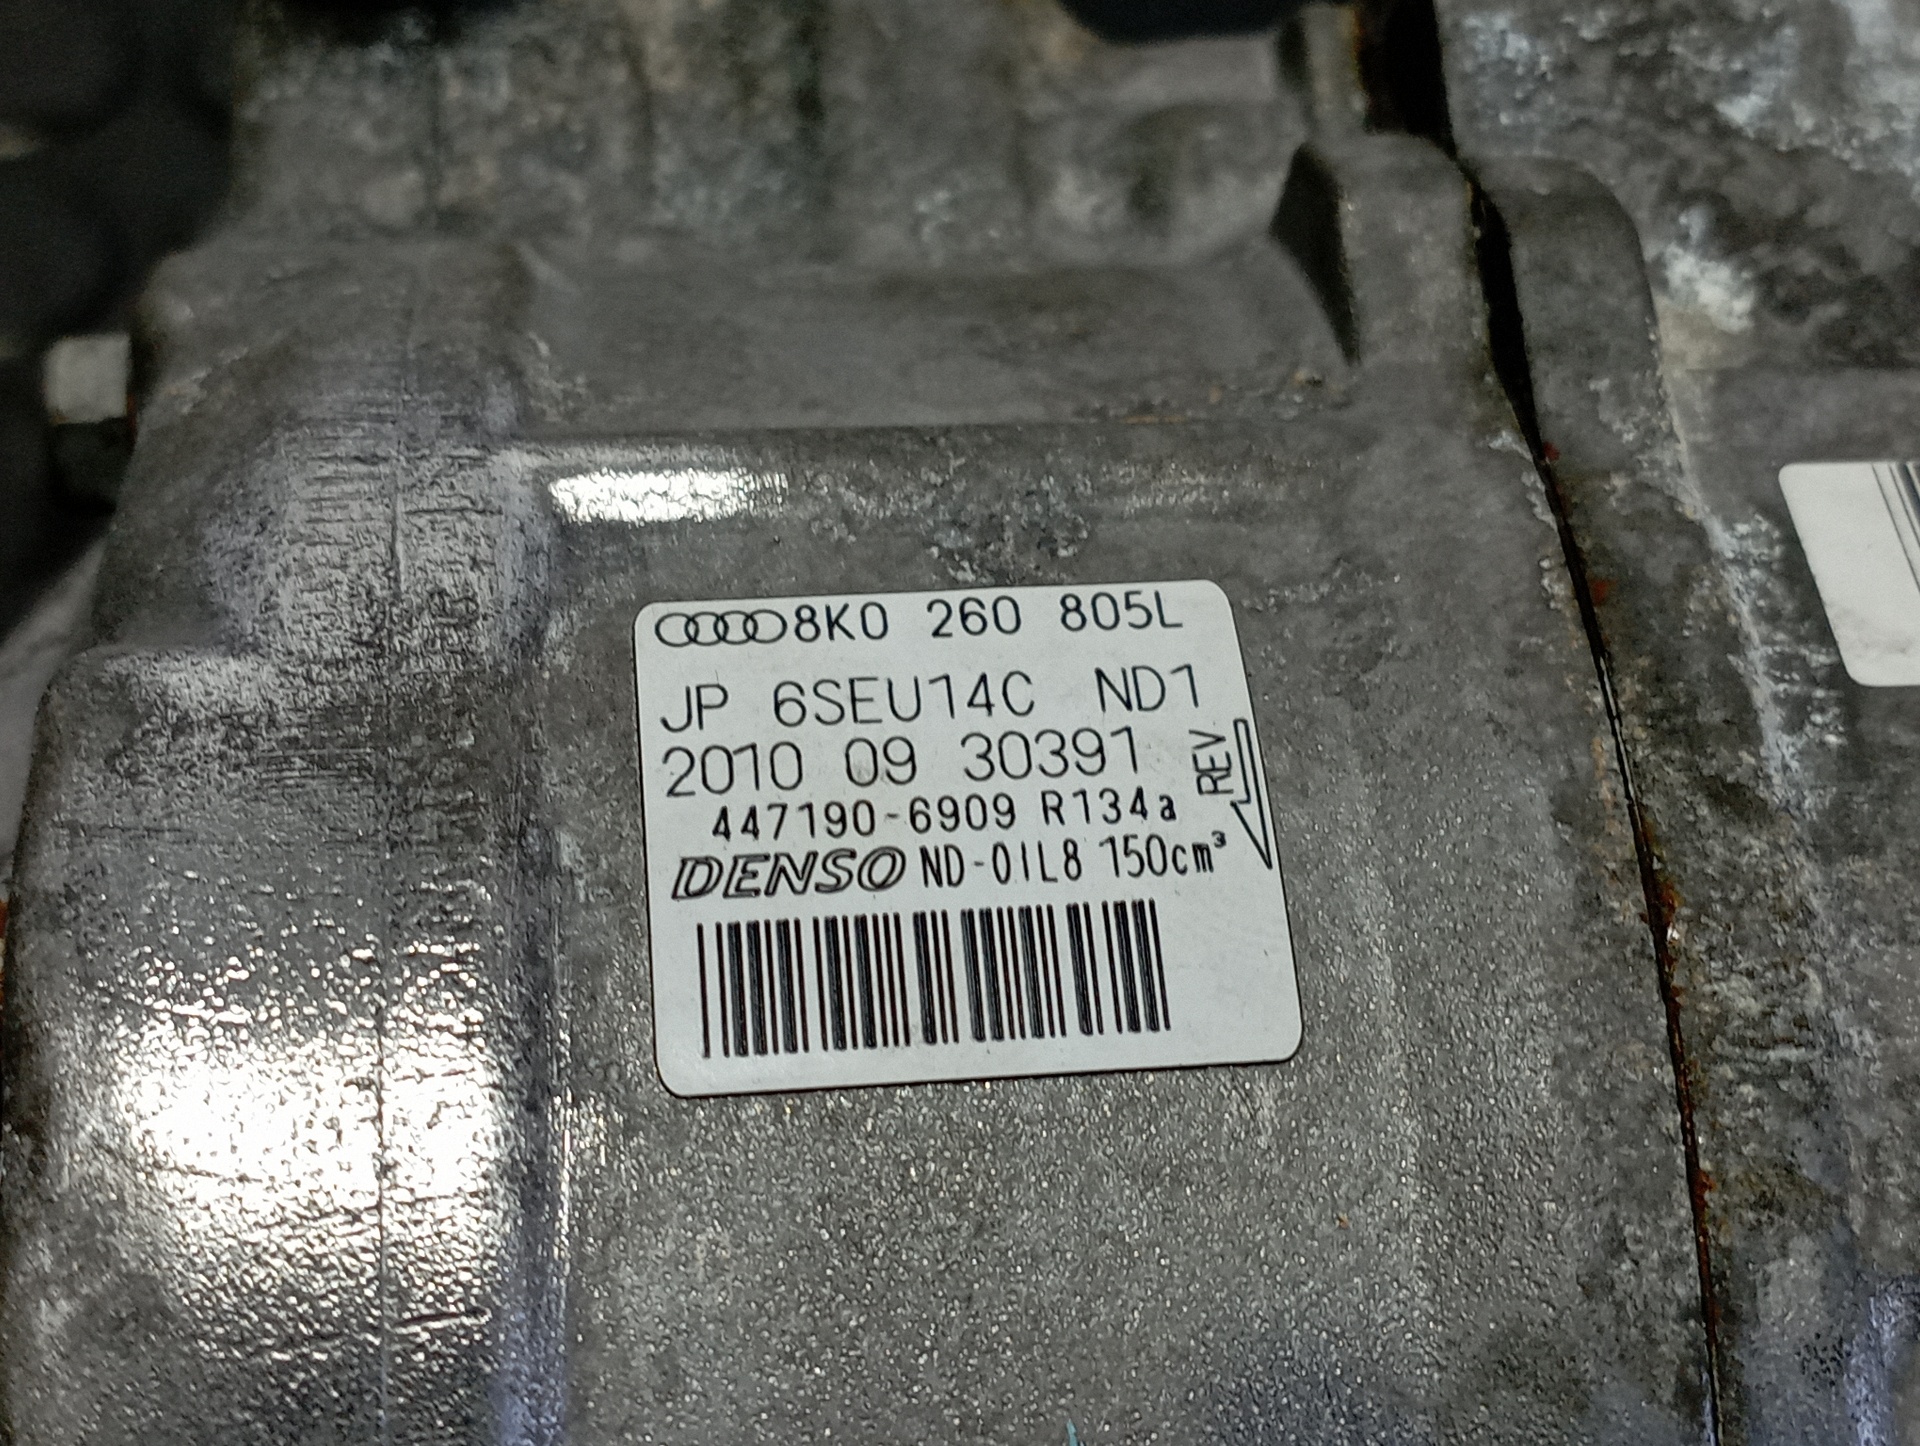 8K0 260 805L
JP 6SEU14C ND1
2010 09 30391
REV
447190-6909 R134a
DENSO ND-OIL8 150cm³